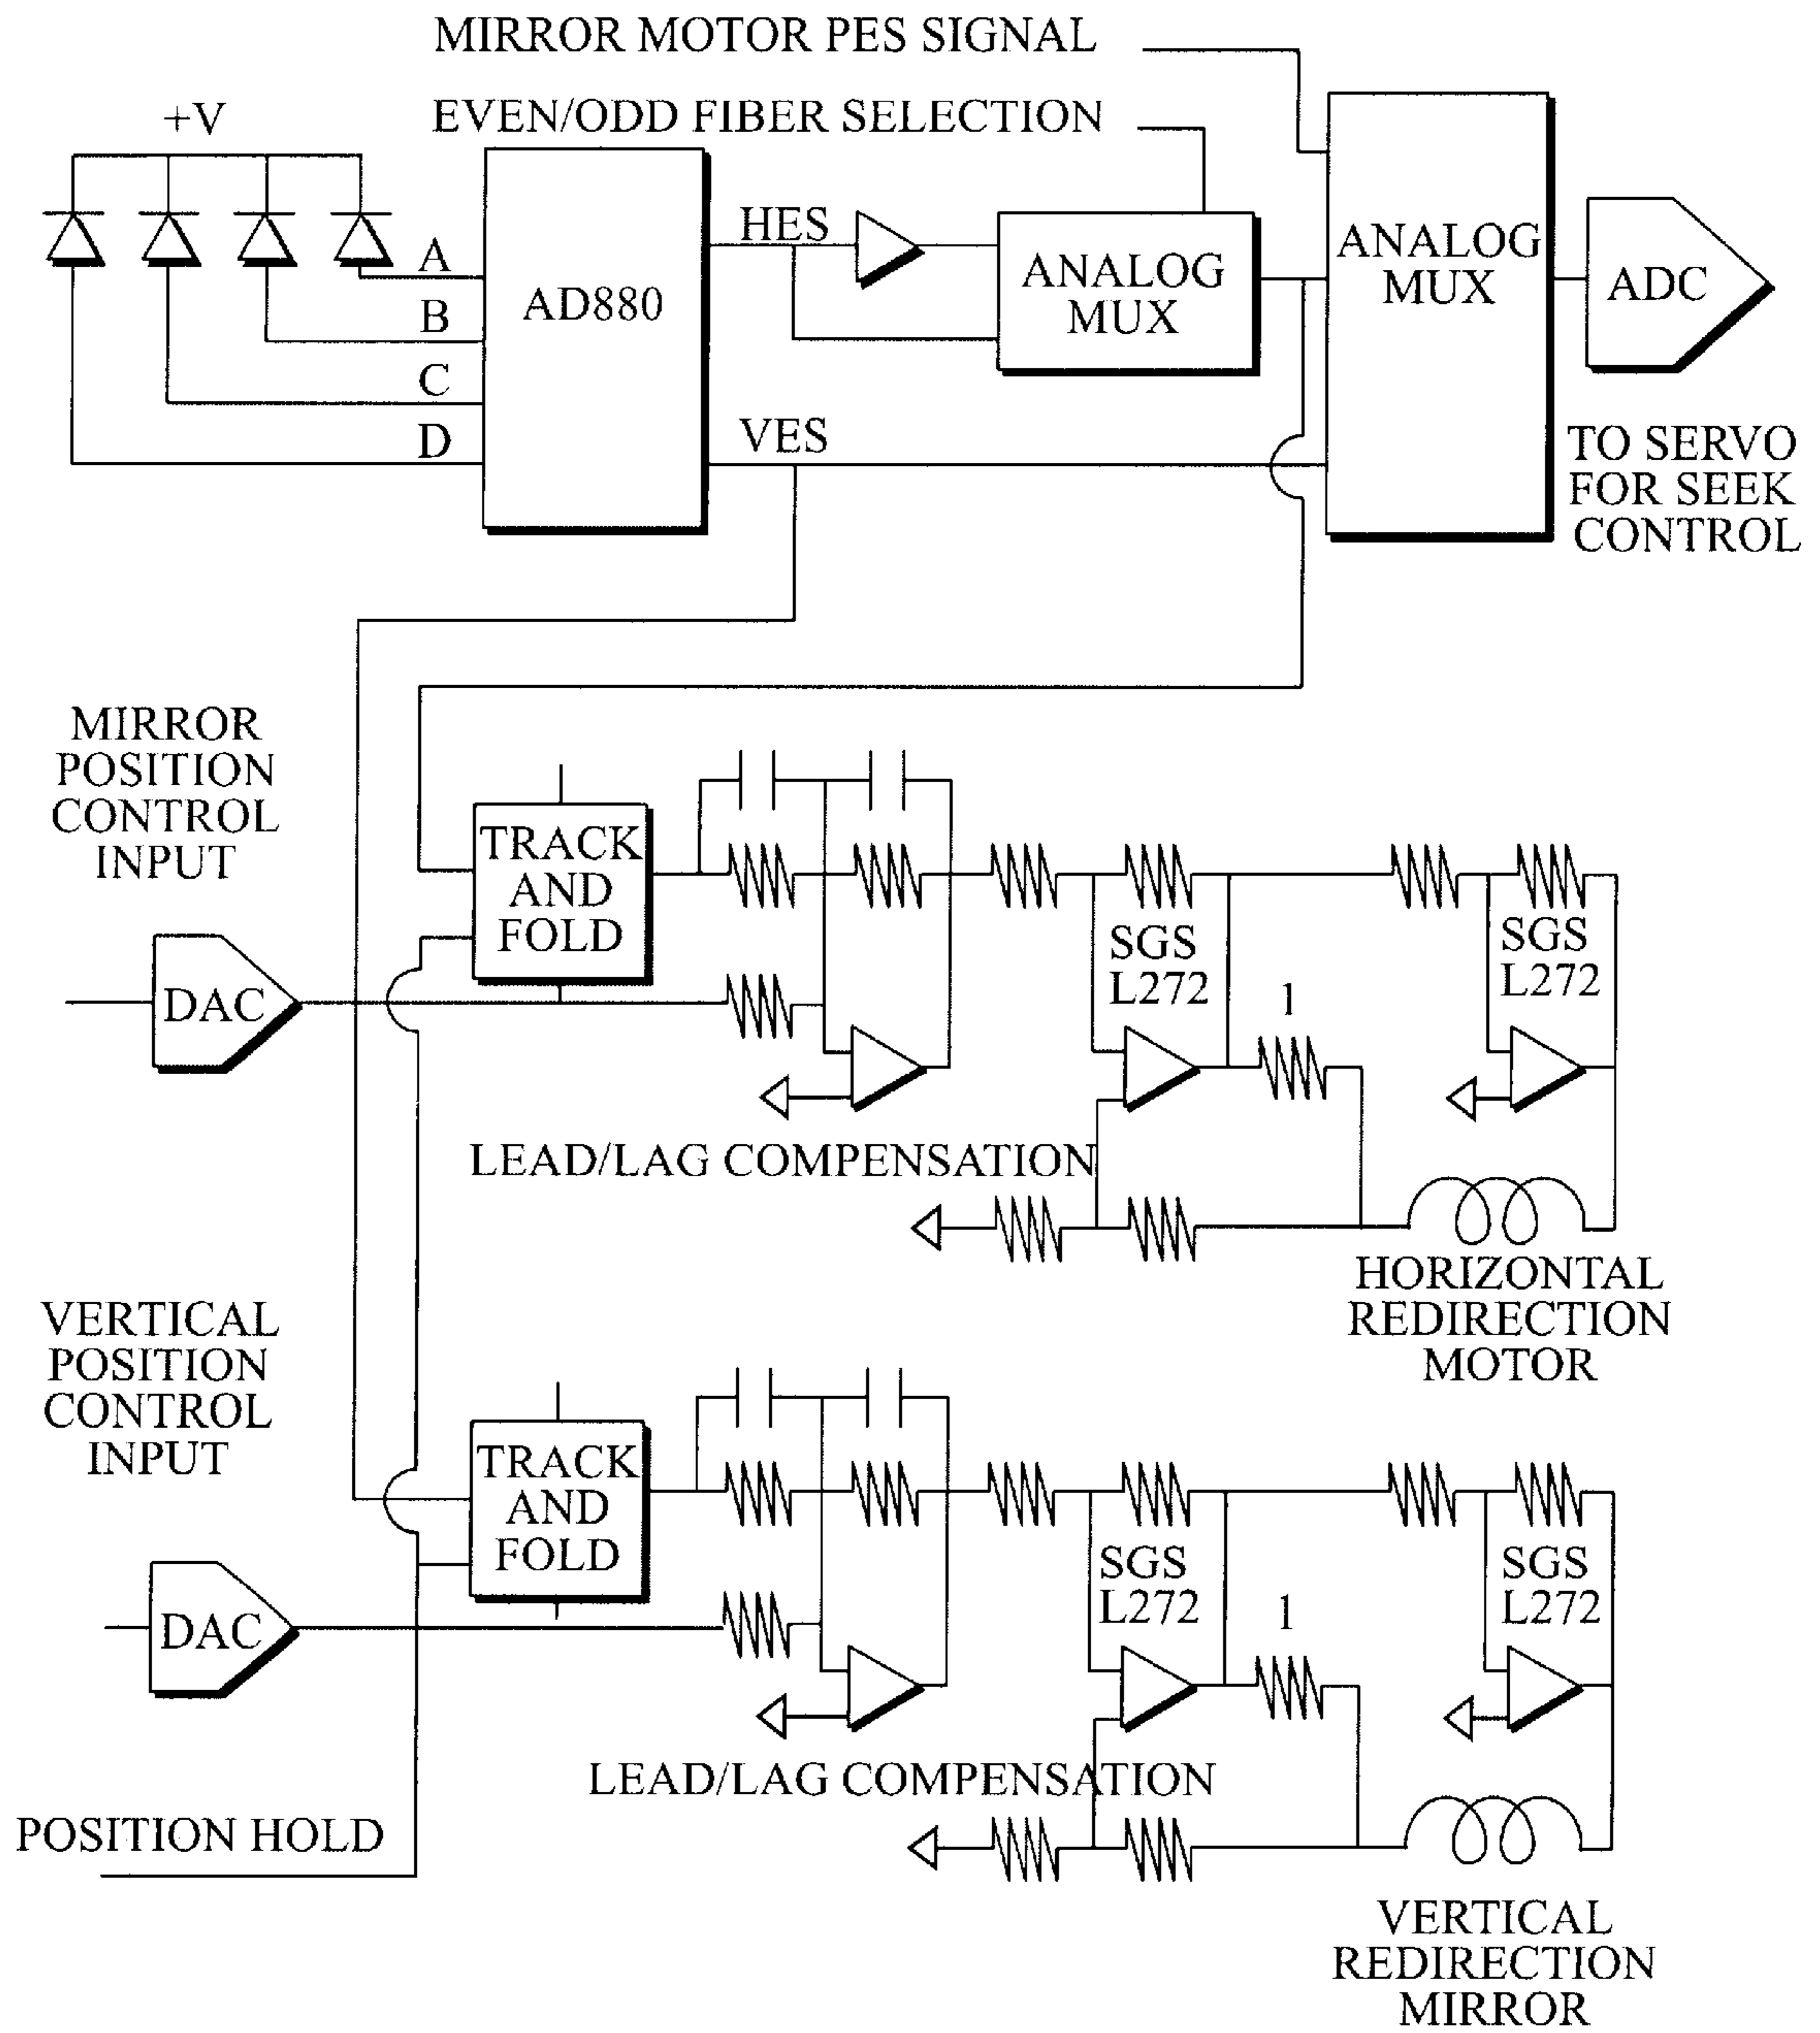 MIRROR MOTOR PES SIGNAL
EVEN/ODD FIBER SELECTION
+V
A
B
C
D
AD880
HES
VES
ANALOG
MUX
ANALOG
MUX
ADC
TO SERVO
FOR SEEK
CONTROL
MIRROR
POSITION
CONTROL
INPUT
DAC
TRACK
AND
FOLD
SGS
L272
1
SGS
L272
LEAD/LAG COMPENSATION
HORIZONTAL
REDIRECTION
MOTOR
VERTICAL
POSITION
CONTROL
INPUT
DAC
TRACK
AND
FOLD
SGS
L272
1
SGS
L272
LEAD/LAG COMPENSATION
POSITION HOLD
VERTICAL
REDIRECTION
MIRROR